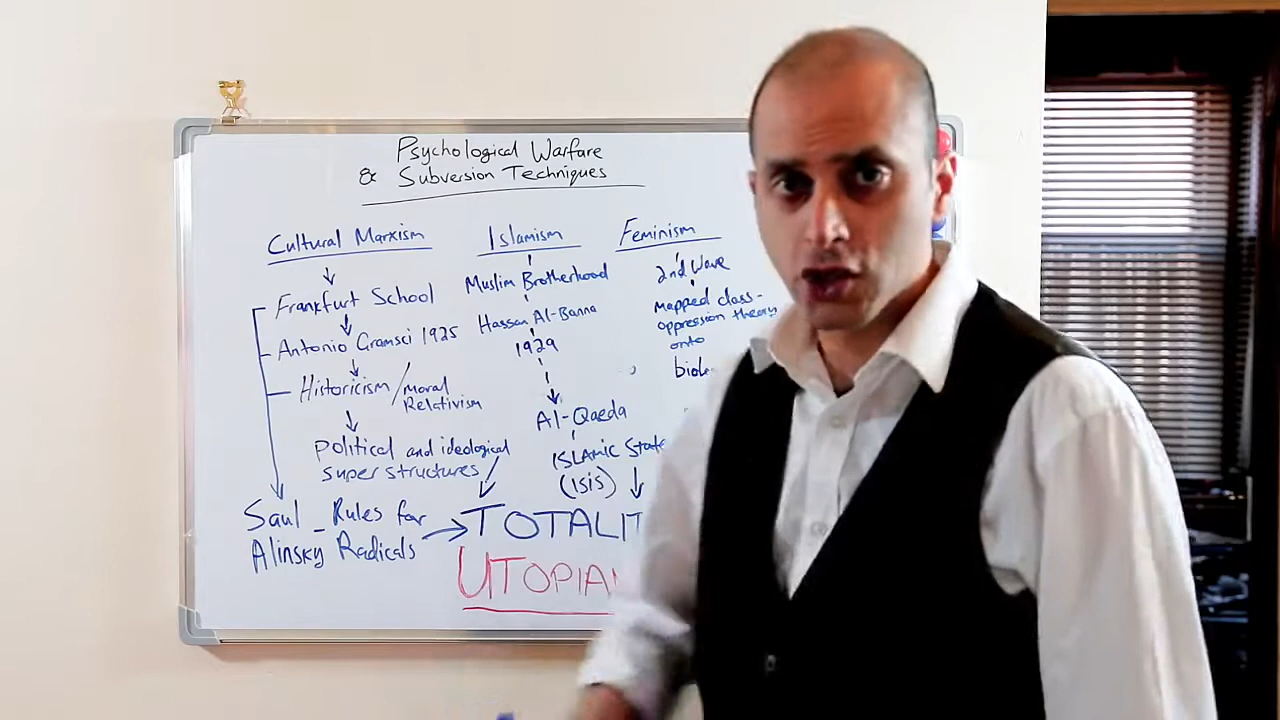 Psychological Warfare
& Subversion Techniques
Cultural Marxism
Frankfurt School
Antonio Gramsci 1925
Historicism / moral
Relativism
political and ideological
super structures
Saul - Rules for
Alinsky Radicals
Islamism
Muslim Brotherhood
Hassan Al-Banna
1929
Al-Qaeda
ISLAMIC State
(ISIS)
Feminism
2nd Wave
Mapped class-
oppression theory
onto
TOTALIT
UTOPIA